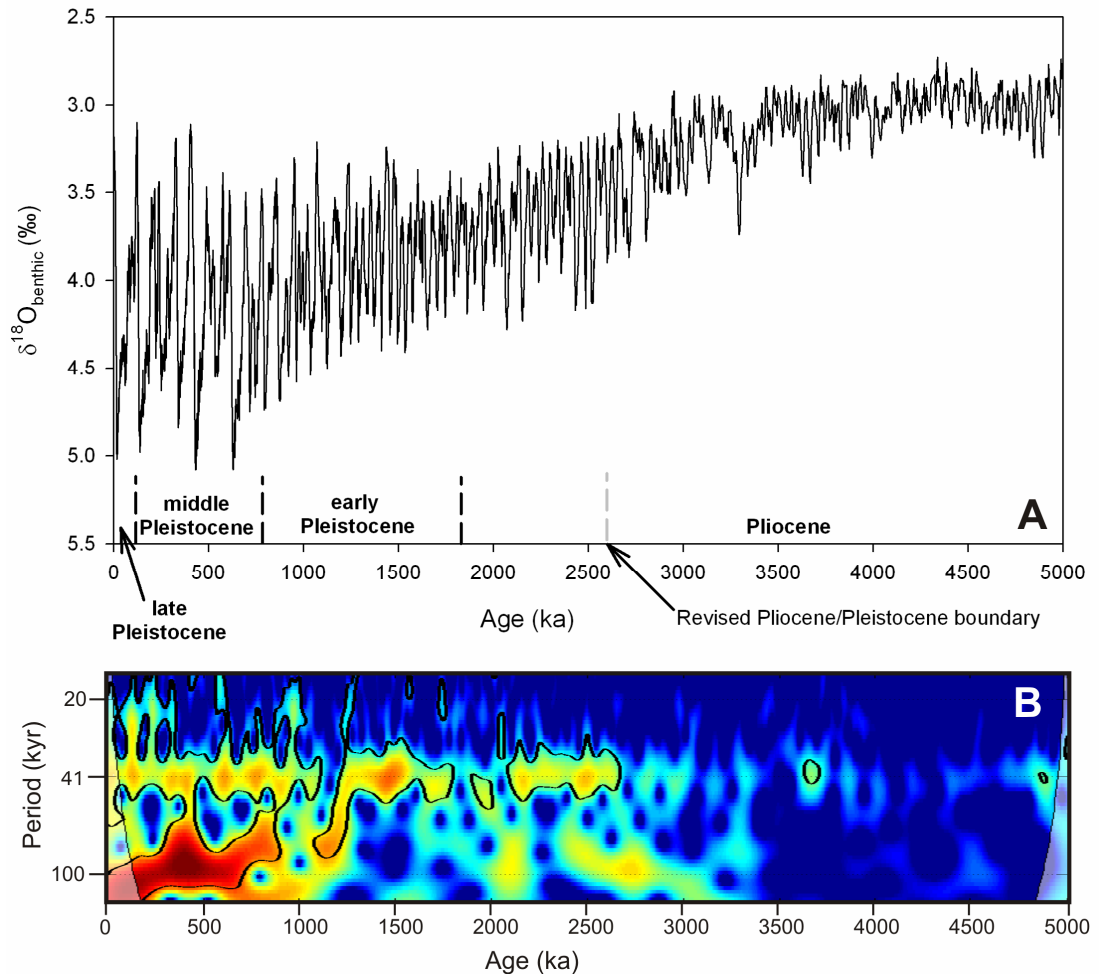 2.5
3.0
3.5
4.0
4.5
5.0
5.5
δ18Obenthic (‰)
middle
Pleistocene
early
Pleistocene
Pliocene
A
0 500 1000 1500 2000 2500 3000 3500 4000 4500 5000
late
Pleistocene
Age (ka)
Revised Pliocene/Pleistocene boundary
B
20
41
100
Period (kyr)
0 500 1000 1500 2000 2500 3000 3500 4000 4500 5000
Age (ka)